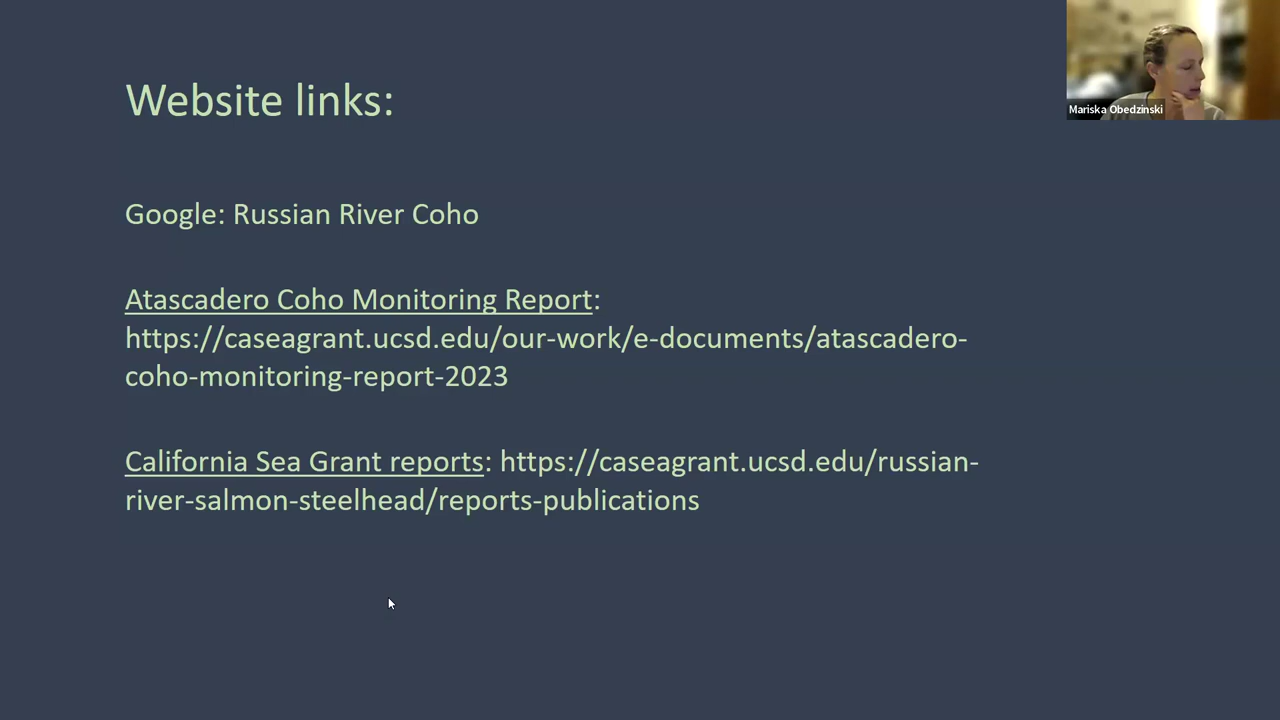 Website links:
Mariska Obedzinski
Google: Russian River Coho
Atascadero Coho Monitoring Report:
https://caseagrant.ucsd.edu/our-work/e-documents/atascadero-
coho-monitoring-report-2023
California Sea Grant reports: https://caseagrant.ucsd.edu/russian-
river-salmon-steelhead/reports-publications